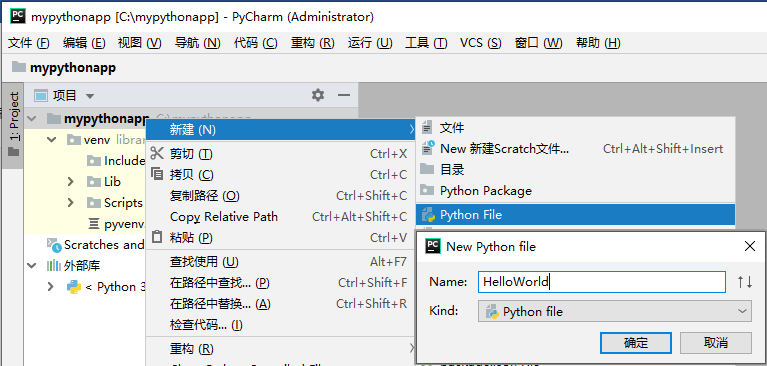 mypythonapp [C:\mypythonapp] - PyCharm (Administrator)
文件 (F) 编辑 (E) 视图 (V) 导航 (N) 代码 (C) 重构 (R) 运行 (U) 工具 (T) VCS (S) 窗口 (W) 帮助 (H)
mypythonapp
1: Project
项目
mypythonapp C:\mypythonapp
venv library
Include
Lib
Scripts
pyvenv
Scratches and
外部库
< Python 3
新建 (N)
剪切 (T) Ctrl+X
拷贝 (C) Ctrl+C
复制路径 (O) Ctrl+Shift+C
Copy Relative Path Ctrl+Alt+Shift+C
粘贴 (P) Ctrl+V
查找使用 (U) Alt+F7
在路径中查找... (P) Ctrl+Shift+F
在路径中替换... (A) Ctrl+Shift+R
检查代码... (I)
重构 (R)
文件
New 新建Scratch文件... Ctrl+Alt+Shift+Insert
目录
Python Package
Python File
New Python file
Name: HelloWorld
Kind: Python file
确定 取消